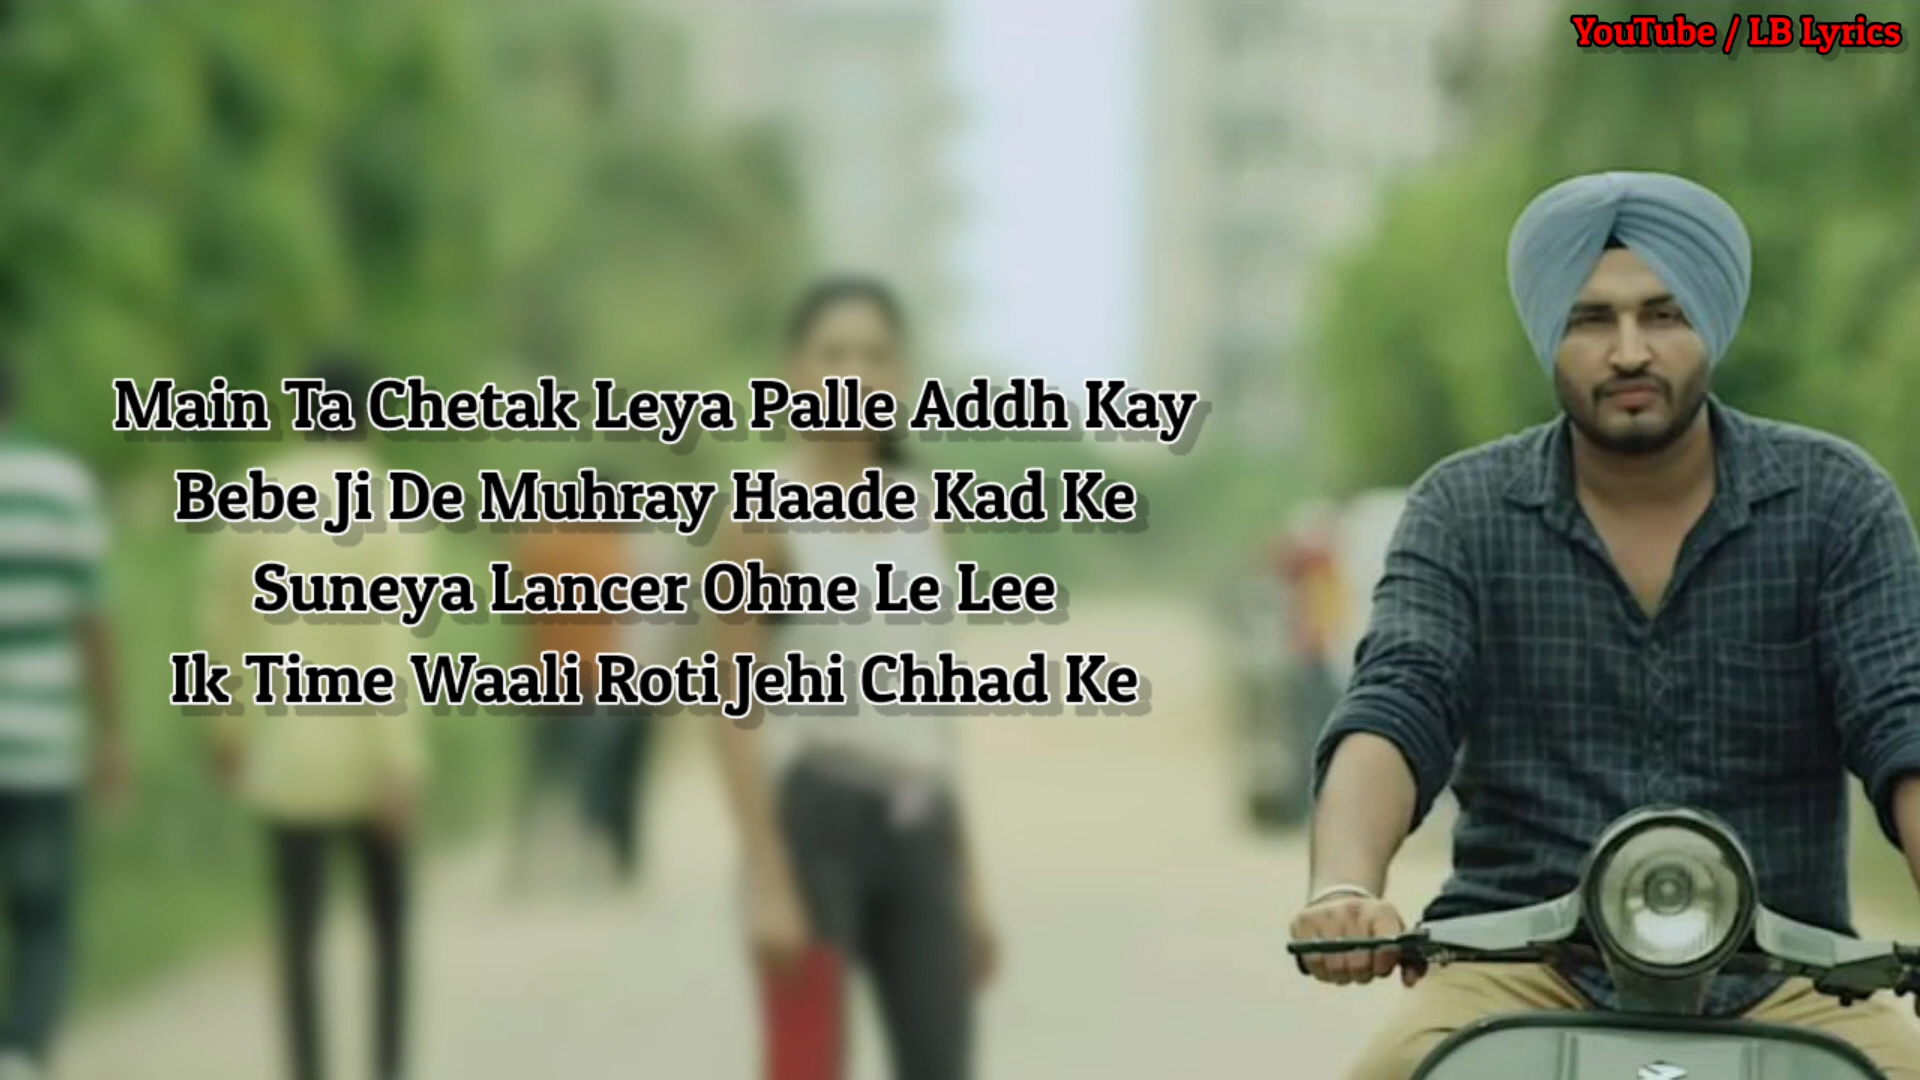 YouTube / LB Lyrics
Main Ta Chetak Leya Palle Addh Kay
Bebe Ji De Muhray Haade Kad Ke
Suneya Lancer Ohne Le Lee
Ik Time Waali Roti Jehi Chhad Ke